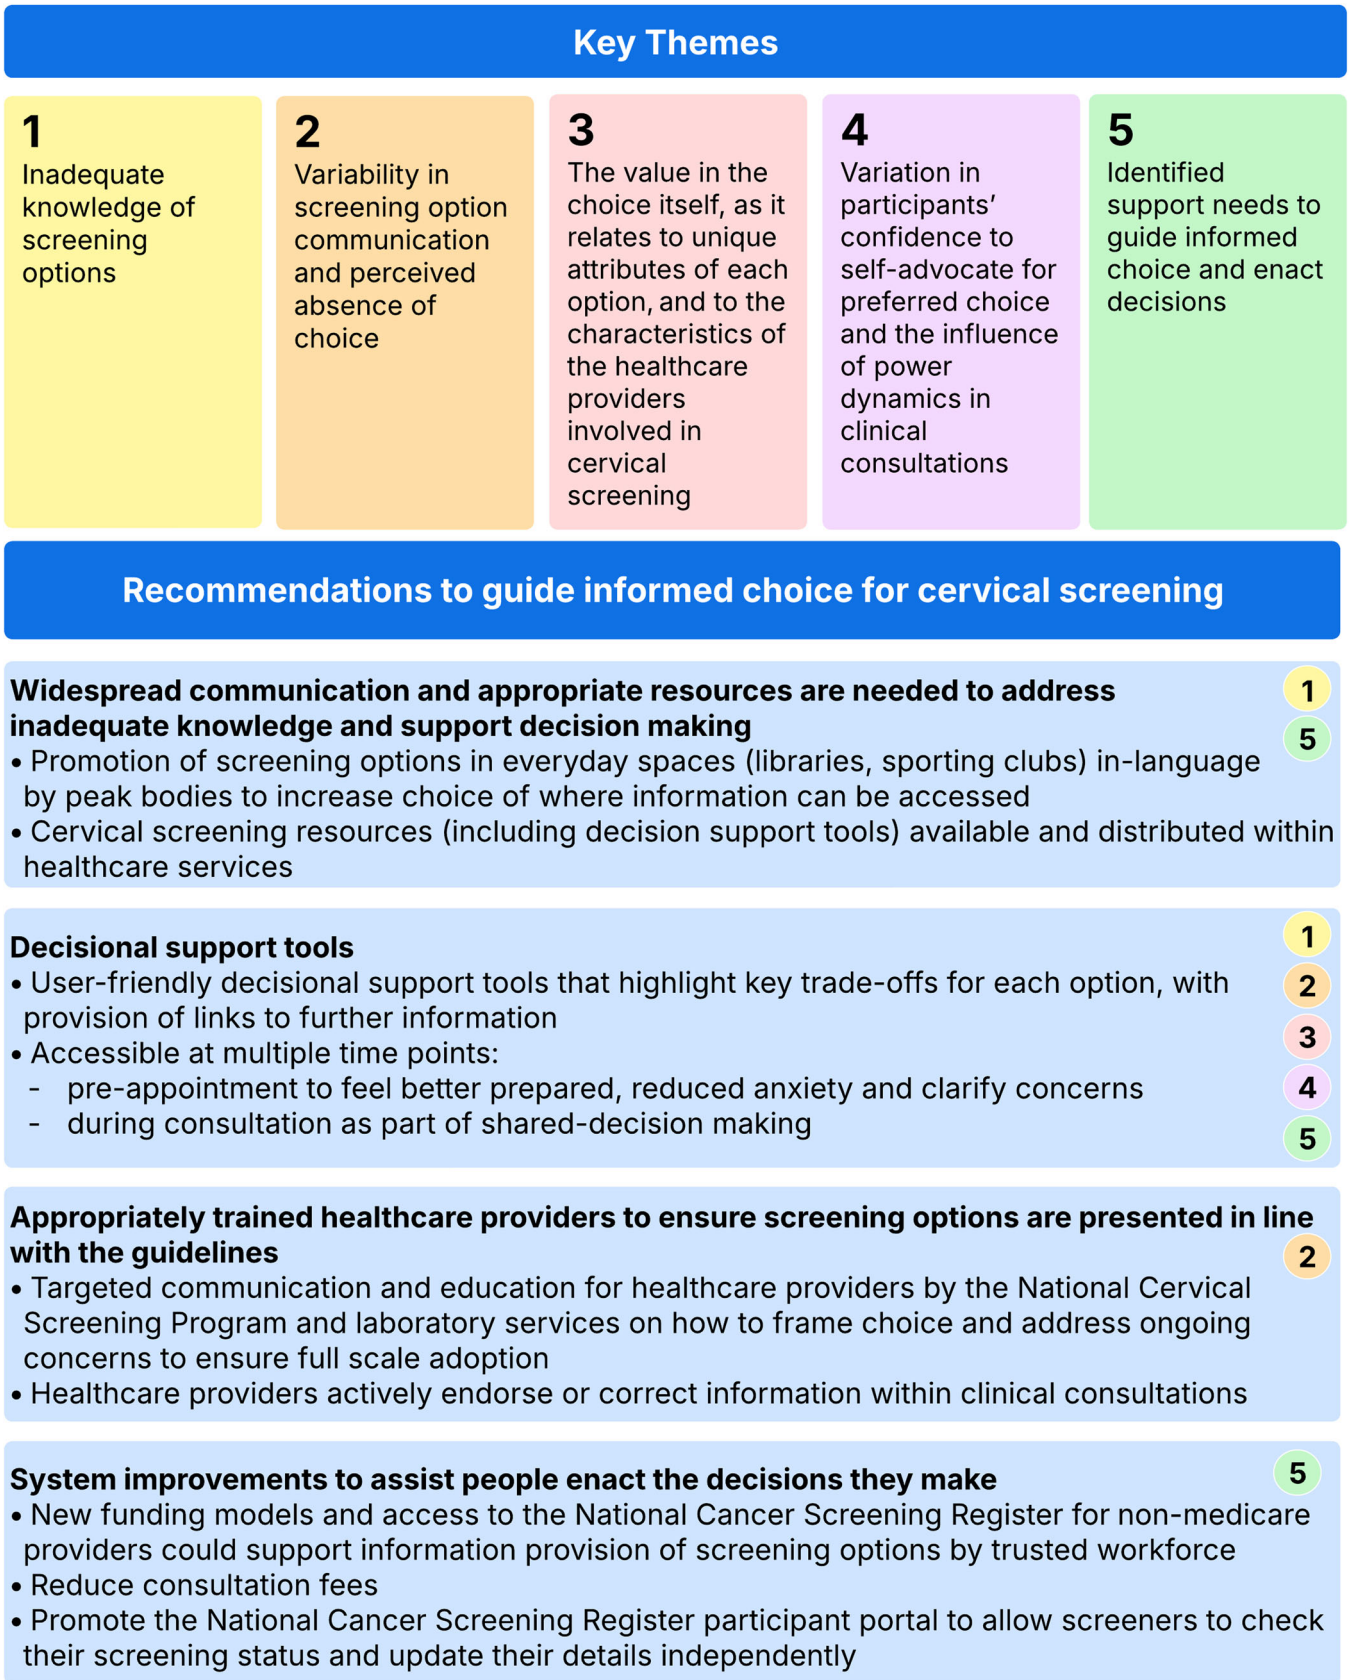 Key Themes
1
Inadequate
knowledge of
screening
options
2
Variability in
screening option
communication
and perceived
absence of
choice
3
The value in the
choice itself, as it
relates to unique
attributes of each
option, and to the
characteristics of
the healthcare
providers
involved in
cervical
screening
4
Variation in
participants’
confidence to
self-advocate for
preferred choice
and the influence
of power
dynamics in
clinical
consultations
5
Identified
support needs to
guide informed
choice and enact
decisions
Recommendations to guide informed choice for cervical screening
Widespread communication and appropriate resources are needed to address
inadequate knowledge and support decision making
• Promotion of screening options in everyday spaces (libraries, sporting clubs) in-language
by peak bodies to increase choice of where information can be accessed
• Cervical screening resources (including decision support tools) available and distributed within
healthcare services
1
5
Decisional support tools
• User-friendly decisional support tools that highlight key trade-offs for each option, with
provision of links to further information
• Accessible at multiple time points:
- pre-appointment to feel better prepared, reduced anxiety and clarify concerns
- during consultation as part of shared-decision making
1
2
3
4
5
Appropriately trained healthcare providers to ensure screening options are presented in line
with the guidelines
• Targeted communication and education for healthcare providers by the National Cervical
Screening Program and laboratory services on how to frame choice and address ongoing
concerns to ensure full scale adoption
• Healthcare providers actively endorse or correct information within clinical consultations
2
System improvements to assist people enact the decisions they make
• New funding models and access to the National Cancer Screening Register for non-medicare
providers could support information provision of screening options by trusted workforce
• Reduce consultation fees
• Promote the National Cancer Screening Register participant portal to allow screeners to check
their screening status and update their details independently
5